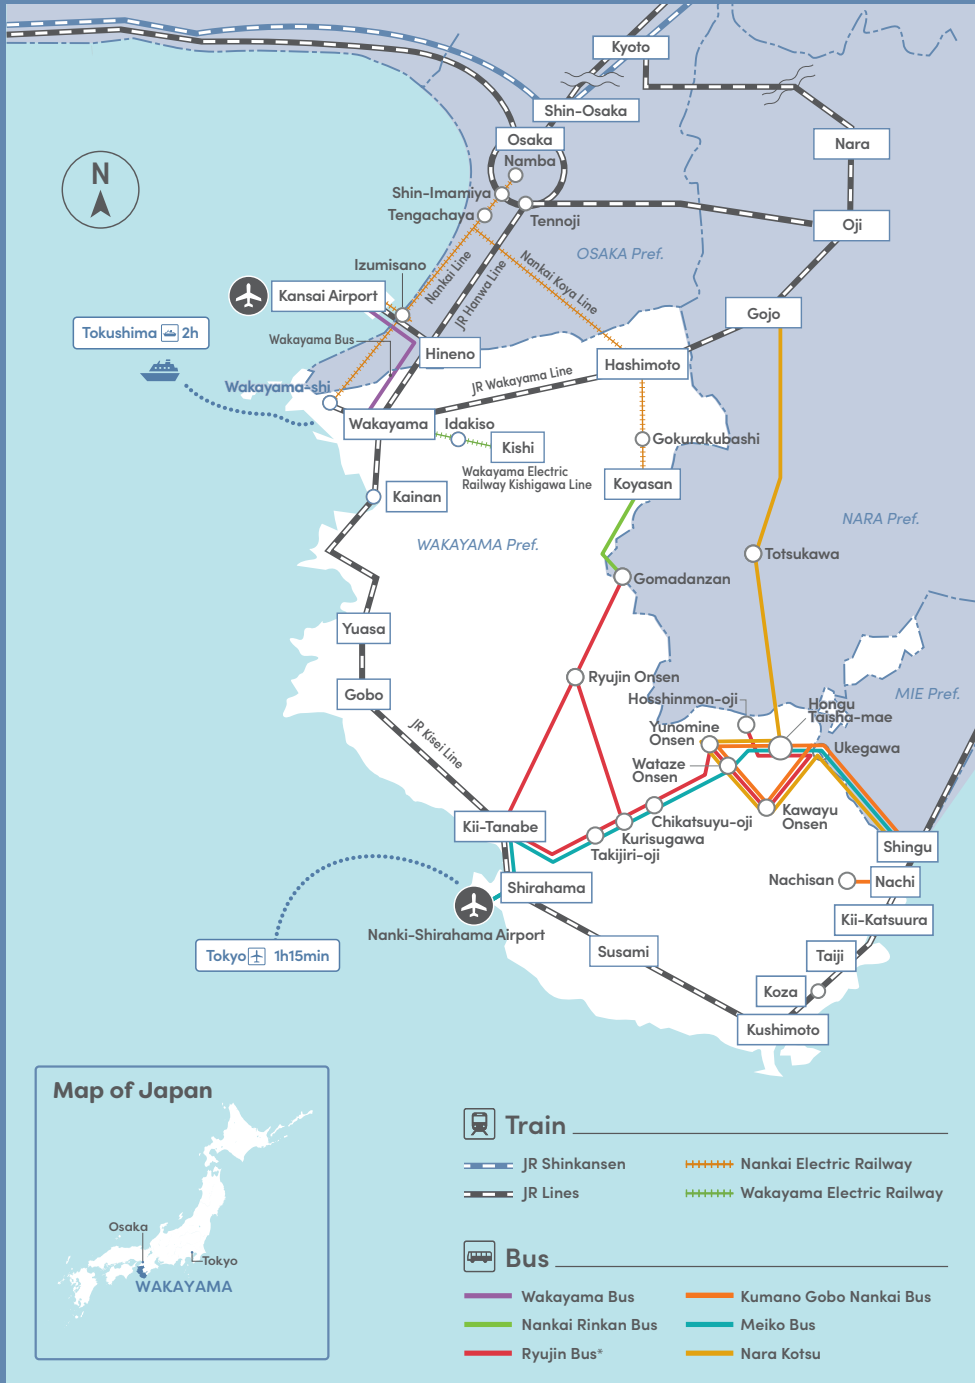 Kyoto
Shin-Osaka
Osaka
Nara
Namba
N
Shin-Imamiya
Tengachaya
Tennoji
Oji
OSAKA Pref.
Izumisano
Nankai Line
JR Hanwa Line
Nankai Koya Line
Kansai Airport
Gojo
Tokushima 2h
Wakayama Bus
Hineno
Hashimoto
JR Wakayama Line
Wakayama-shi
Wakayama
Idakiso
Kishi
Gokurakubashi
Wakayama Electric
Railway Kishigawa Line
Koyasan
Kainan
NARA Pref.
WAKAYAMA Pref.
Totsukawa
Gomadanzan
Yuasa
Ryujin Onsen
Gobo
Hosshinmon-oji
MIE Pref.
Hongu
Taisha-mae
JR Kisei Line
Yunomine
Onsen
Ukegawa
Wataze
Onsen
Kawayu
Onsen
Chikatsuyu-oji
Kii-Tanabe
Kurisugawa
Takijiri-oji
Shingu
Shirahama
Nachisan
Nachi
Kii-Katsuura
Nanki-Shirahama Airport
Tokyo 1h15min
Susami
Taiji
Koza
Kushimoto
Map of Japan
Osaka
Tokyo
WAKAYAMA
Train
JR Shinkansen
Nankai Electric Railway
JR Lines
Wakayama Electric Railway
Bus
Wakayama Bus
Kumano Gobo Nankai Bus
Nankai Rinkan Bus
Meiko Bus
Ryujin Bus*
Nara Kotsu